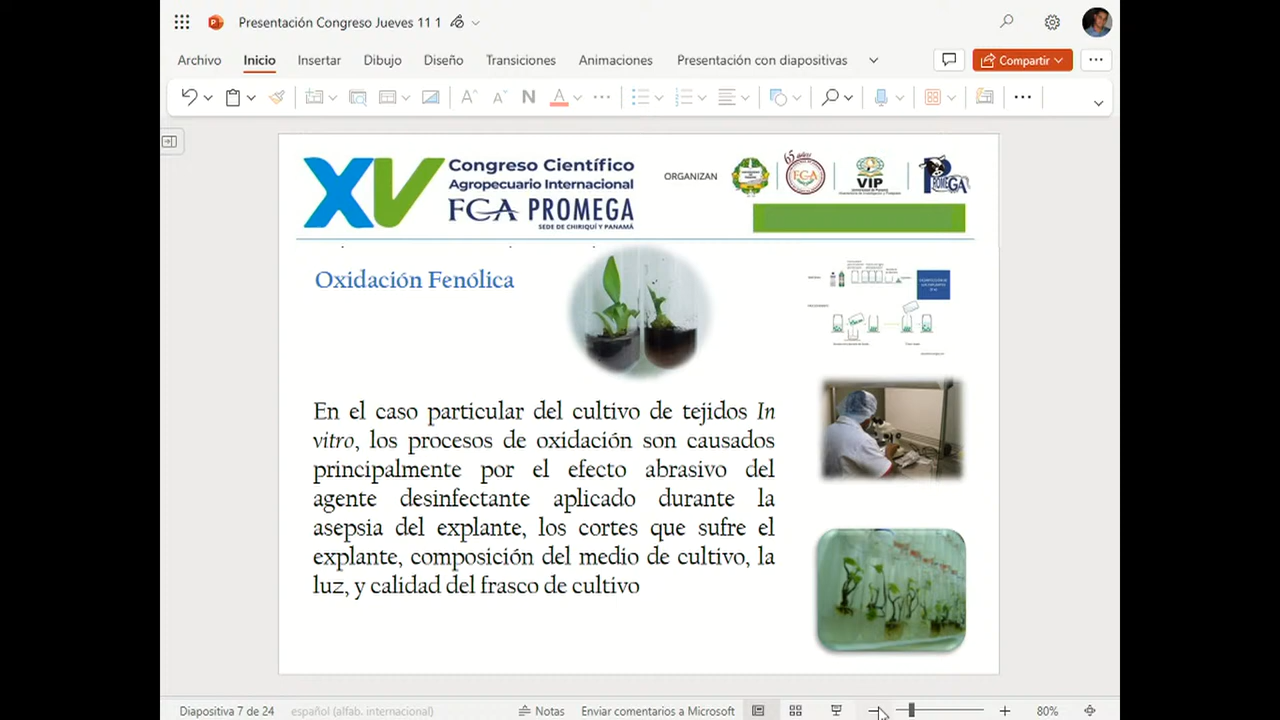 Presentación Congreso Jueves 11 1
Archivo Inicio Insertar Dibujo Diseño Transiciones Animaciones Presentación con diapositivas Compartir
N A
XV Congreso Científico
Agropecuario Internacional
FCA PROMEGA
SEDE DE CHIRIQUÍ Y PANAMÁ
ORGANIZAN
65 años
FCA
VIP
PROMEGA
Oxidación Fenólica
En el caso particular del cultivo de tejidos In
vitro, los procesos de oxidación son causados
principalmente por el efecto abrasivo del
agente desinfectante aplicado durante la
asepsia del explante, los cortes que sufre el
explante, composición del medio de cultivo, la
luz, y calidad del frasco de cultivo
Diapositiva 7 de 24 español (alfab. internacional) Notas Enviar comentarios a Microsoft 80%